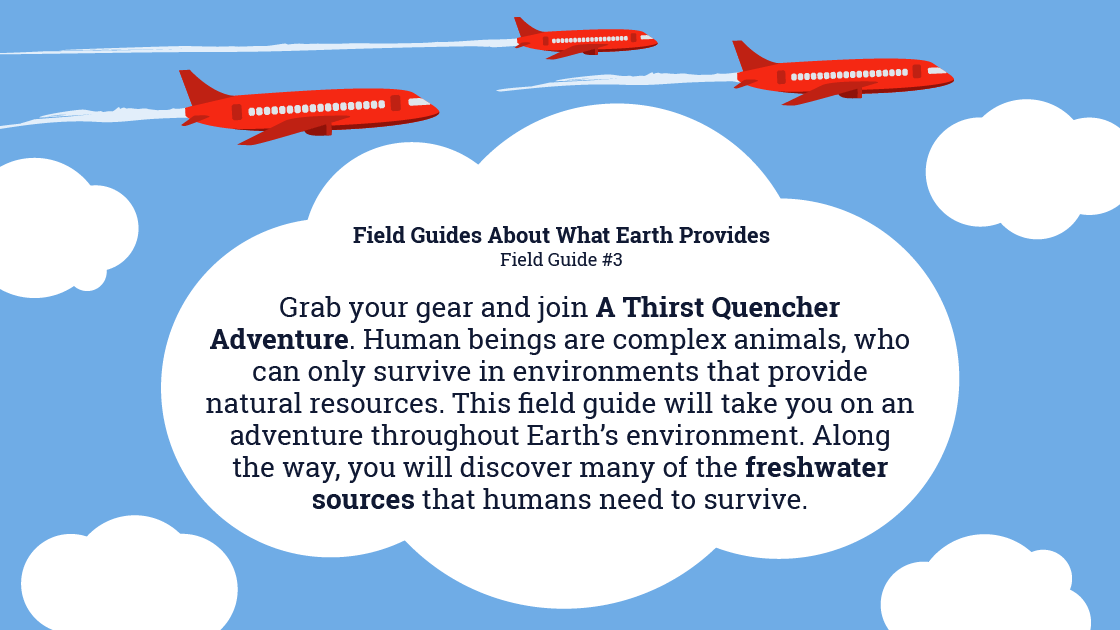 Field Guides About What Earth Provides
Field Guide #3
Grab your gear and join A Thirst Quencher
Adventure. Human beings are complex animals, who
can only survive in environments that provide
natural resources. This field guide will take you on an
adventure throughout Earth’s environment. Along
the way, you will discover many of the freshwater
sources that humans need to survive.